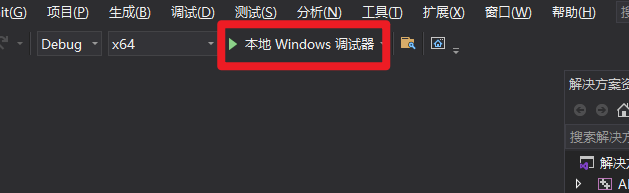 it(G) 项目(P) 生成(B) 调试(D) 测试(S) 分析(N) 工具(T) 扩展(X) 窗口(W) 帮助(H) 搜
Debug x64 本地 Windows 调试器
解决方案资
搜索解决方
解决方